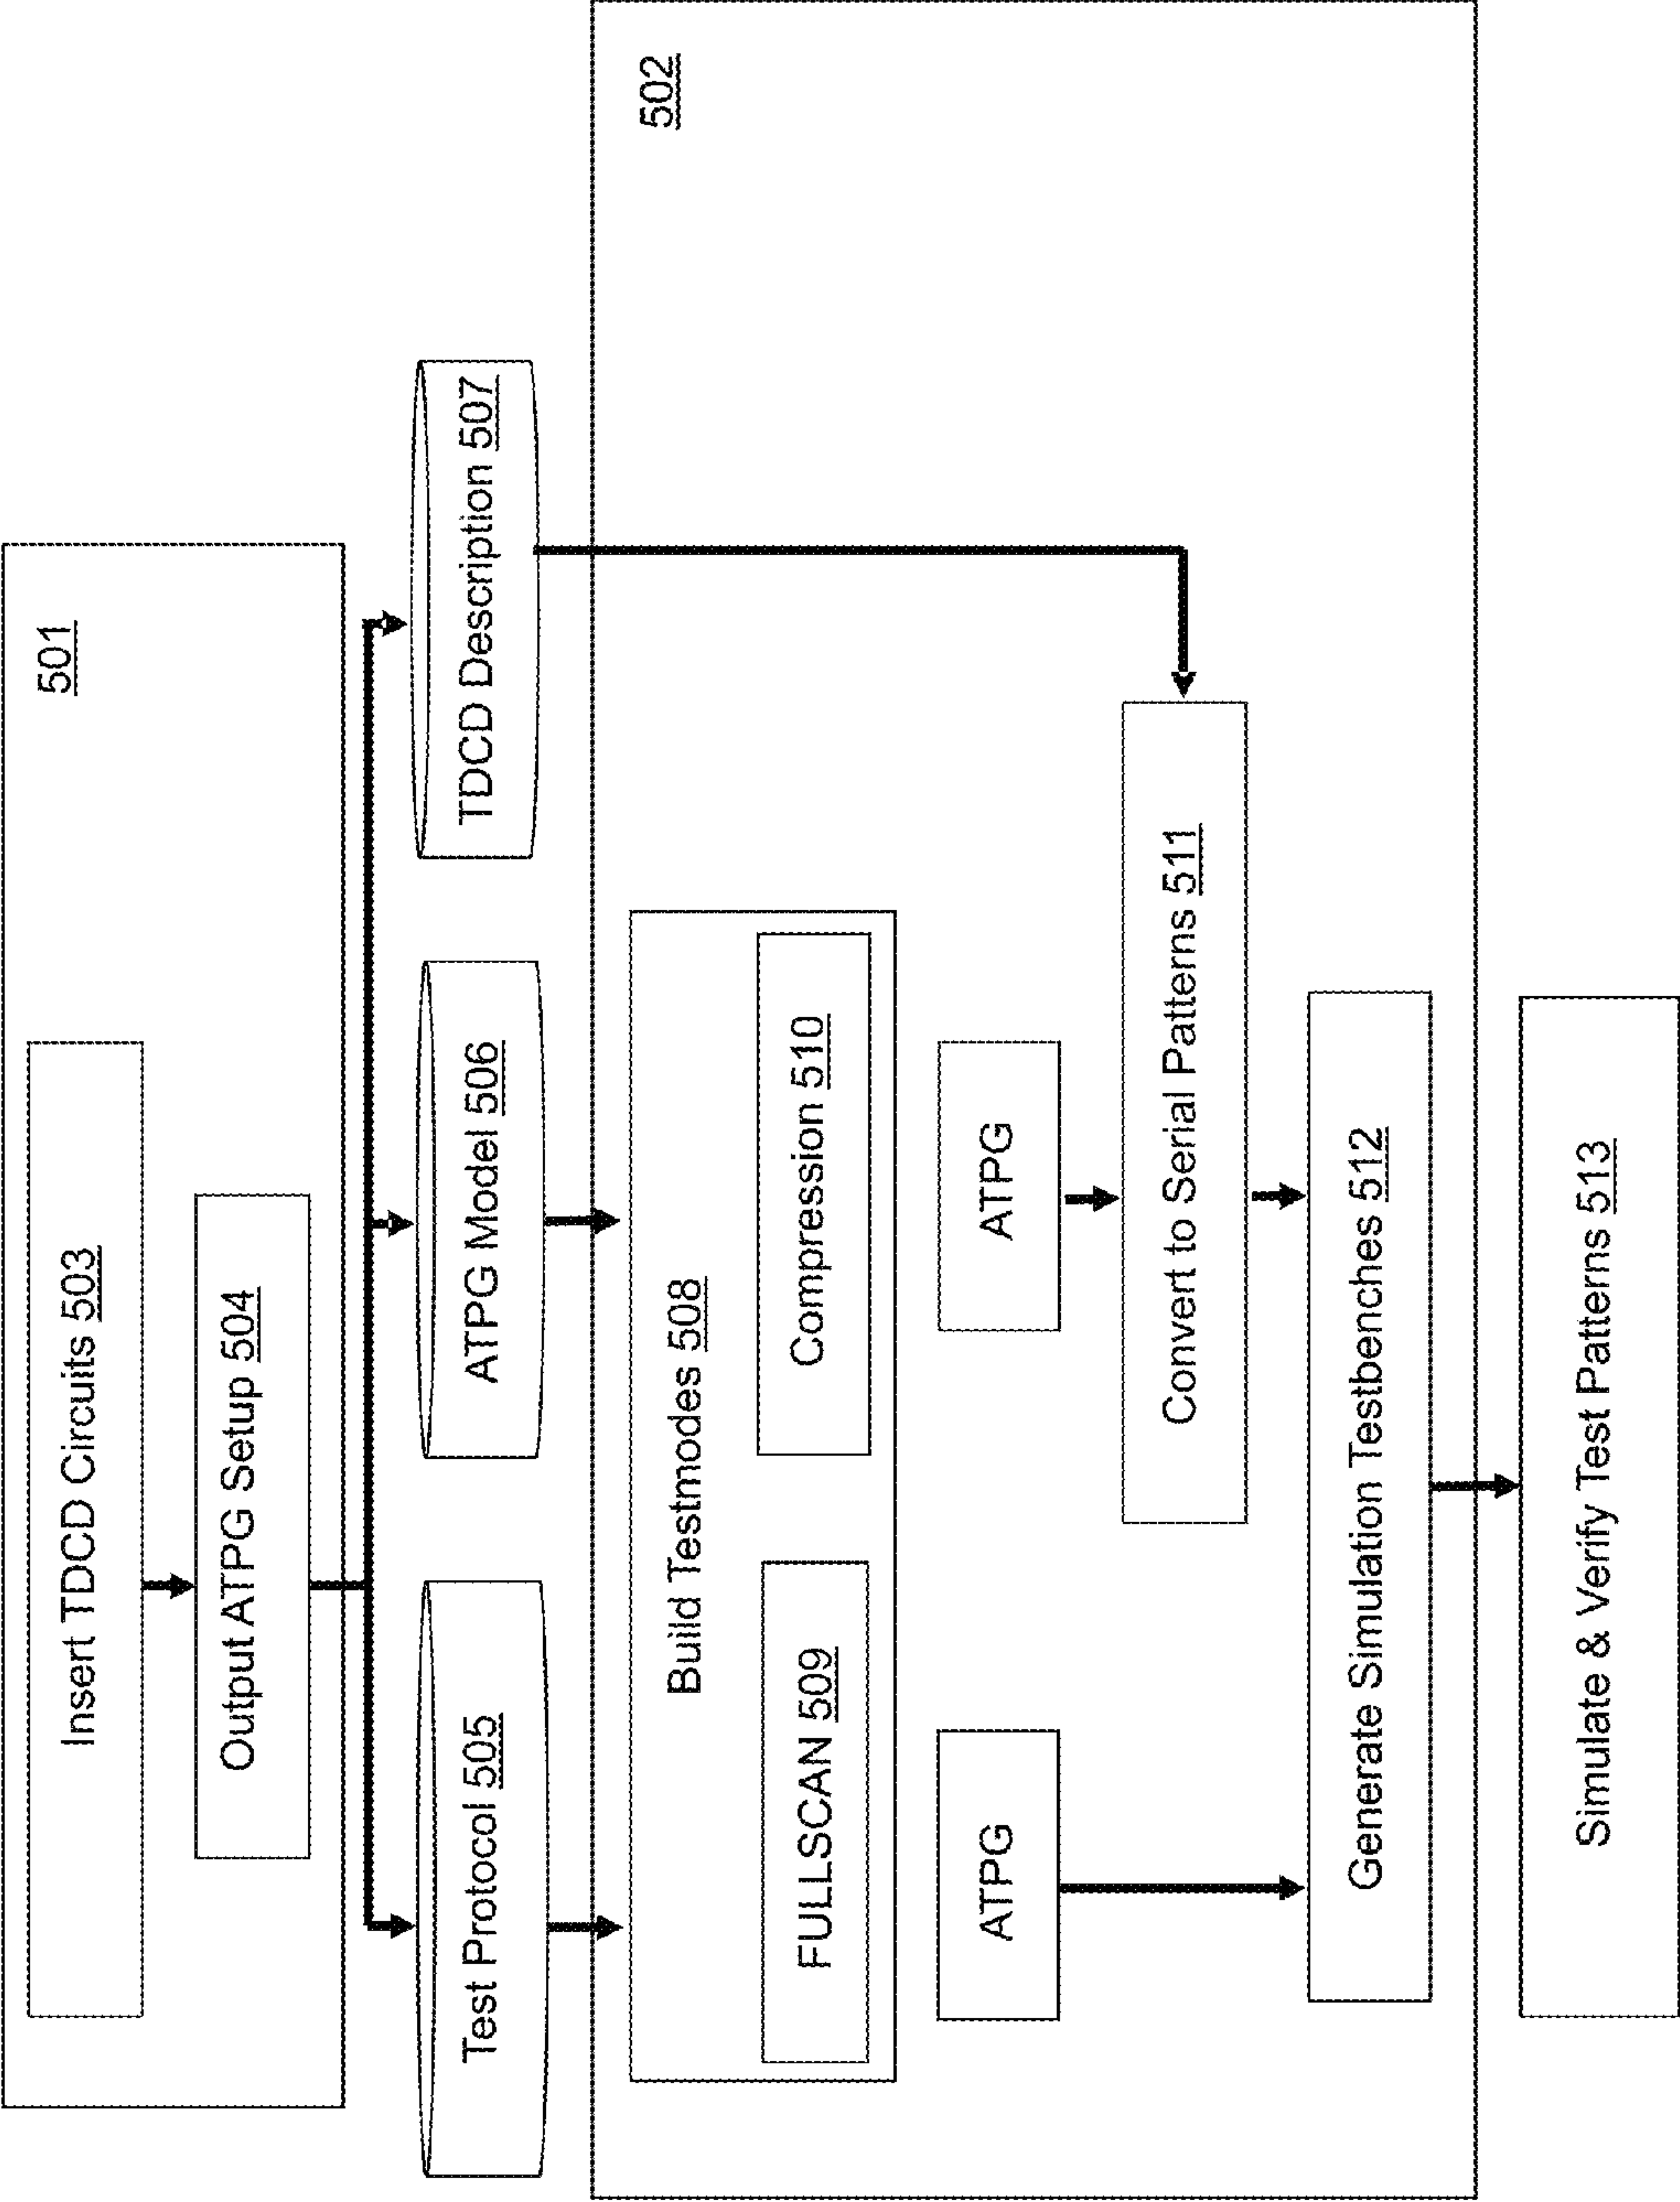 501
Insert TDCD Circuits 503
Output ATPG Setup 504
Test Protocol 505
ATPG Model 506
TDCD Description 507
502
Build Testmodes 508
FULLSCAN 509
Compression 510
ATPG
ATPG
Convert to Serial Patterns 511
Generate Simulation Testbenches 512
Simulate & Verify Test Patterns 513